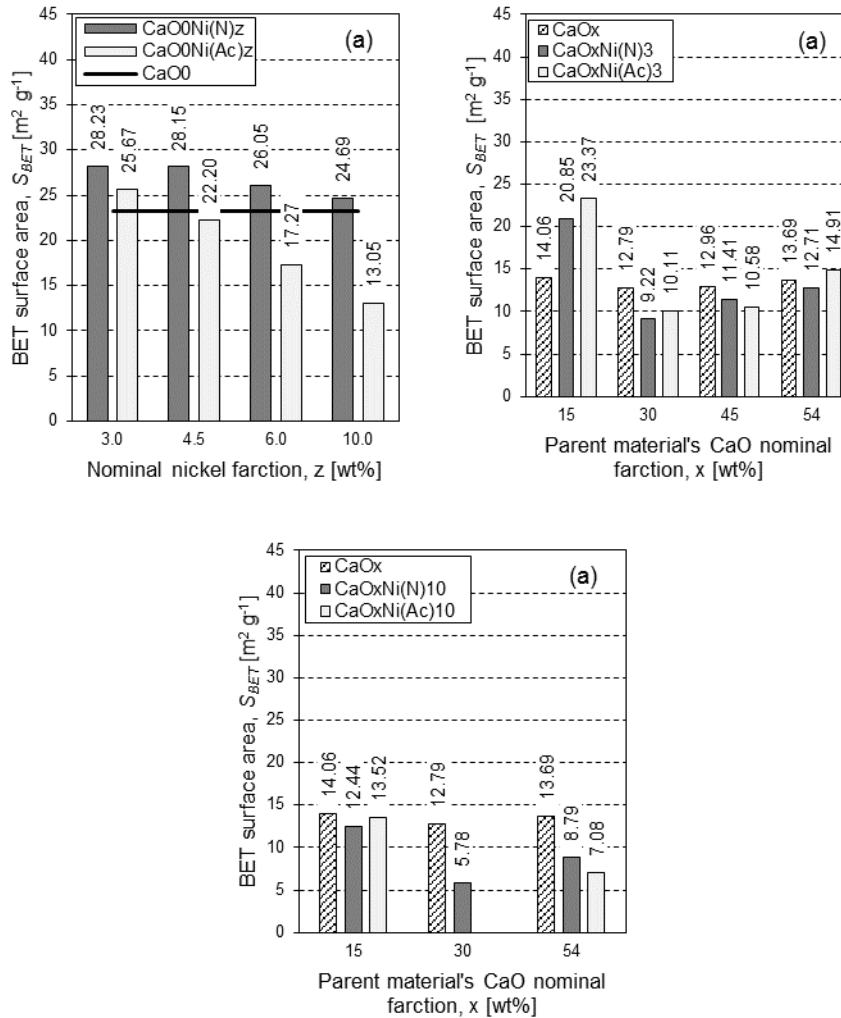 CaO0Ni(N)z
CaO0Ni(Ac)z
CaO0
(a)
BET surface area, S_BET [m² g⁻¹]
45
40
35
30
25
20
15
10
5
0
28.23
25.67
28.15
22.20
26.05
17.27
24.69
13.05
3.0 4.5 6.0 10.0
Nominal nickel farction, z [wt%]
CaOx
CaOxNi(N)3
CaOxNi(Ac)3
(a)
BET surface area, S_BET [m² g⁻¹]
45
40
35
30
25
20
15
10
5
0
14.06
20.85
23.37
12.79
9.22
10.11
12.96
11.41
10.58
13.69
12.71
14.91
15 30 45 54
Parent material's CaO nominal
farction, x [wt%]
CaOx
CaOxNi(N)10
CaOxNi(Ac)10
(a)
BET surface area, S_BET [m² g⁻¹]
45
40
35
30
25
20
15
10
5
0
14.06
12.44
13.52
12.79
5.78
13.69
8.79
7.08
15 30 54
Parent material's CaO nominal
farction, x [wt%]